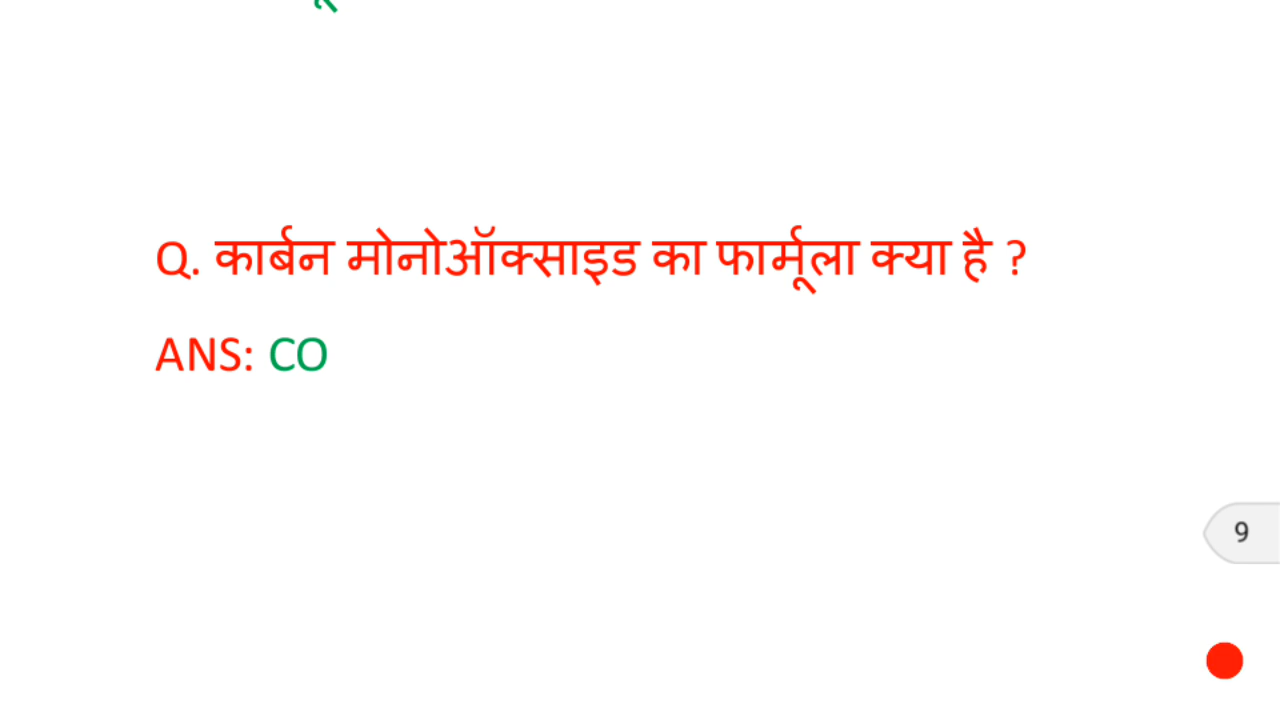 Q. कार्बन मोनोऑक्साइड का फार्मूला क्या है ?
ANS: CO
9